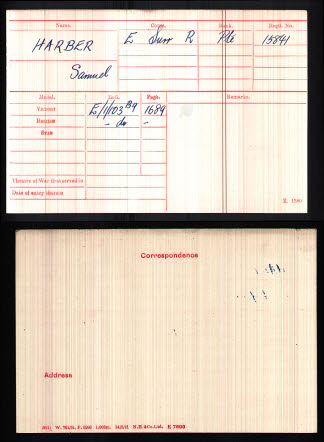 Name. Corps. Rank. Regtl. No.
HARBER E Surr R Pte 15841
Samuel
Medal. Roll. Page. Remarks.
VICTORY E/1/103 B9 1689
BRITISH - do -
STAR
Theatre of War first served in
Date of entry therein
K. 1380
Correspondence
Address